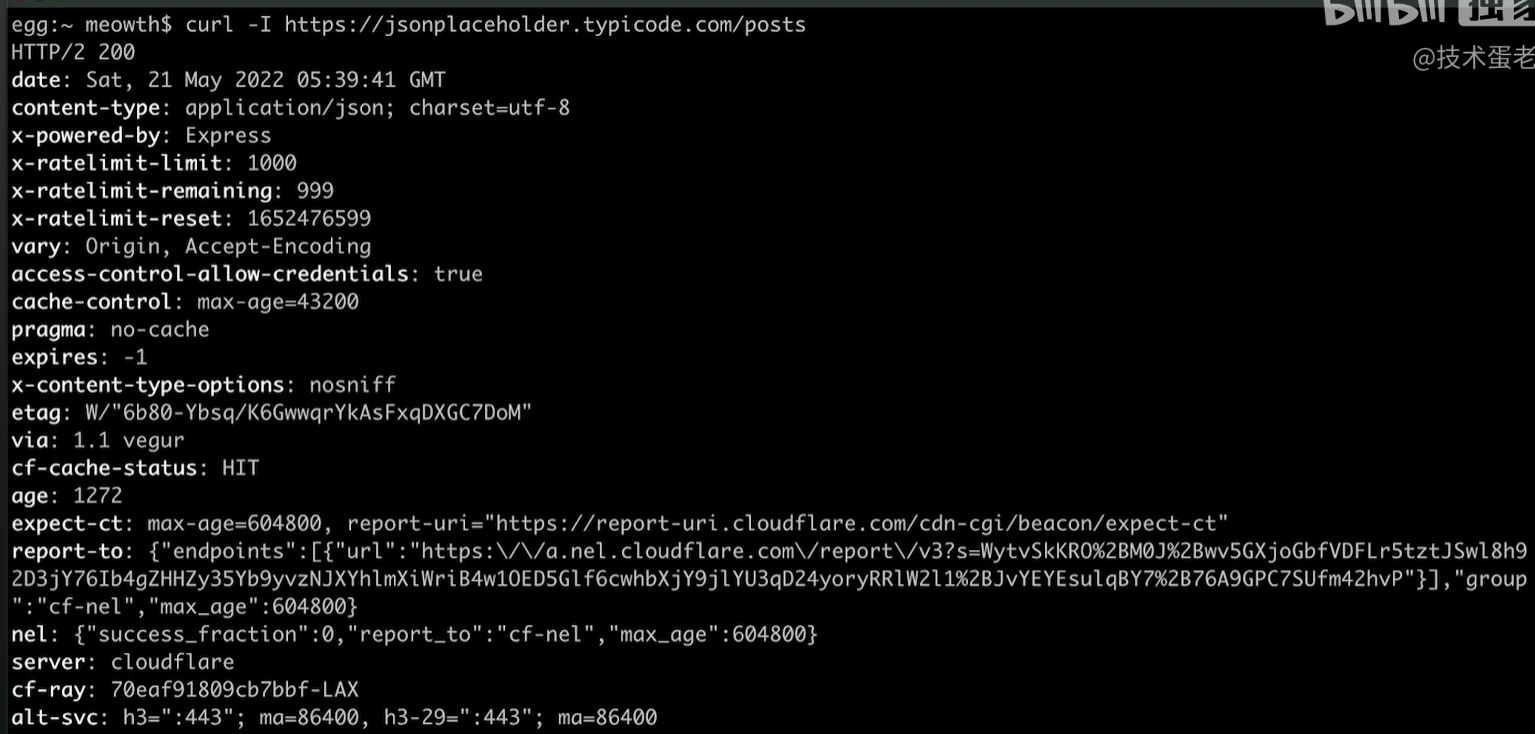 egg:~ meowth$ curl -I https://jsonplaceholder.typicode.com/posts
HTTP/2 200
date: Sat, 21 May 2022 05:39:41 GMT
content-type: application/json; charset=utf-8
x-powered-by: Express
x-ratelimit-limit: 1000
x-ratelimit-remaining: 999
x-ratelimit-reset: 1652476599
vary: Origin, Accept-Encoding
access-control-allow-credentials: true
cache-control: max-age=43200
pragma: no-cache
expires: -1
x-content-type-options: nosniff
etag: W/"6b80-Ybsq/K6GwwqrYkAsFxqDXGC7DoM"
via: 1.1 vegur
cf-cache-status: HIT
age: 1272
expect-ct: max-age=604800, report-uri="https://report-uri.cloudflare.com/cdn-cgi/beacon/expect-ct"
report-to: {"endpoints":[{"url":"https:\/\/a.nel.cloudflare.com\/report\/v3?s=WytvSkKRO%2BM0J%2Bwv5GXjoGbfVDFLr5tztJSwl8h9
2D3jY76Ib4gZHHZy35Yb9yvzNJXYhlmXiWriB4w1OED5Glf6cwhbXjY9jlYU3qD24yoryRRlW2l1%2BJvYEYEsulqBY7%2B76A9GPC7SUfm42hvP"}],"group
":"cf-nel","max_age":604800}
nel: {"success_fraction":0,"report_to":"cf-nel","max_age":604800}
server: cloudflare
cf-ray: 70eaf91809cb7bbf-LAX
alt-svc: h3=":443"; ma=86400, h3-29=":443"; ma=86400
bilibili
@技术蛋老